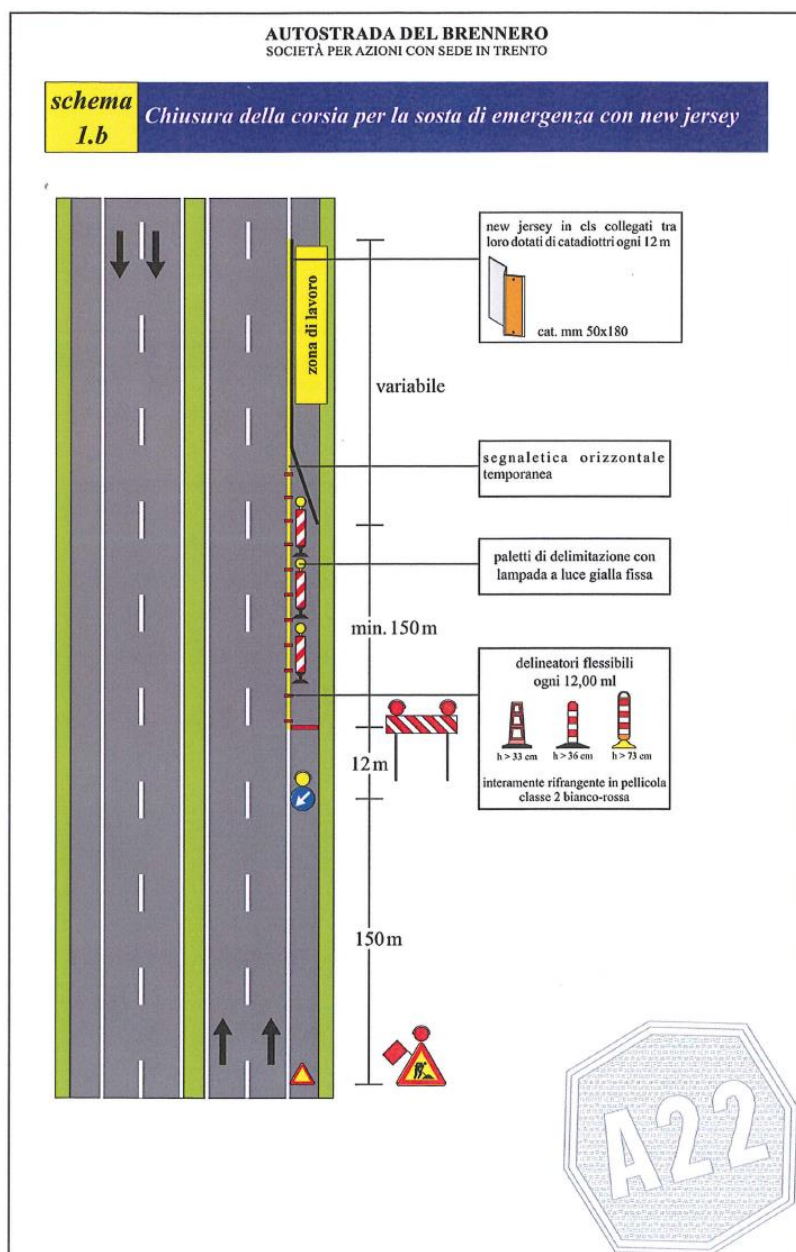 AUTOSTRADA DEL BRENNERO
SOCIETÀ PER AZIONI CON SEDE IN TRENTO
schema
1.b
Chiusura della corsia per la sosta di emergenza con new jersey
new jersey in cls collegati tra
loro dotati di catadiottri ogni 12 m
cat. mm 50x180
zona di lavoro
variabile
segnaletica orizzontale
temporanea
paletti di delimitazione con
lampada a luce gialla fissa
min. 150 m
delineatori flessibili
ogni 12,00 ml
h > 33 cm h > 36 cm h > 73 cm
interamente rifrangente in pellicola
classe 2 bianco-rossa
12 m
150 m
A22